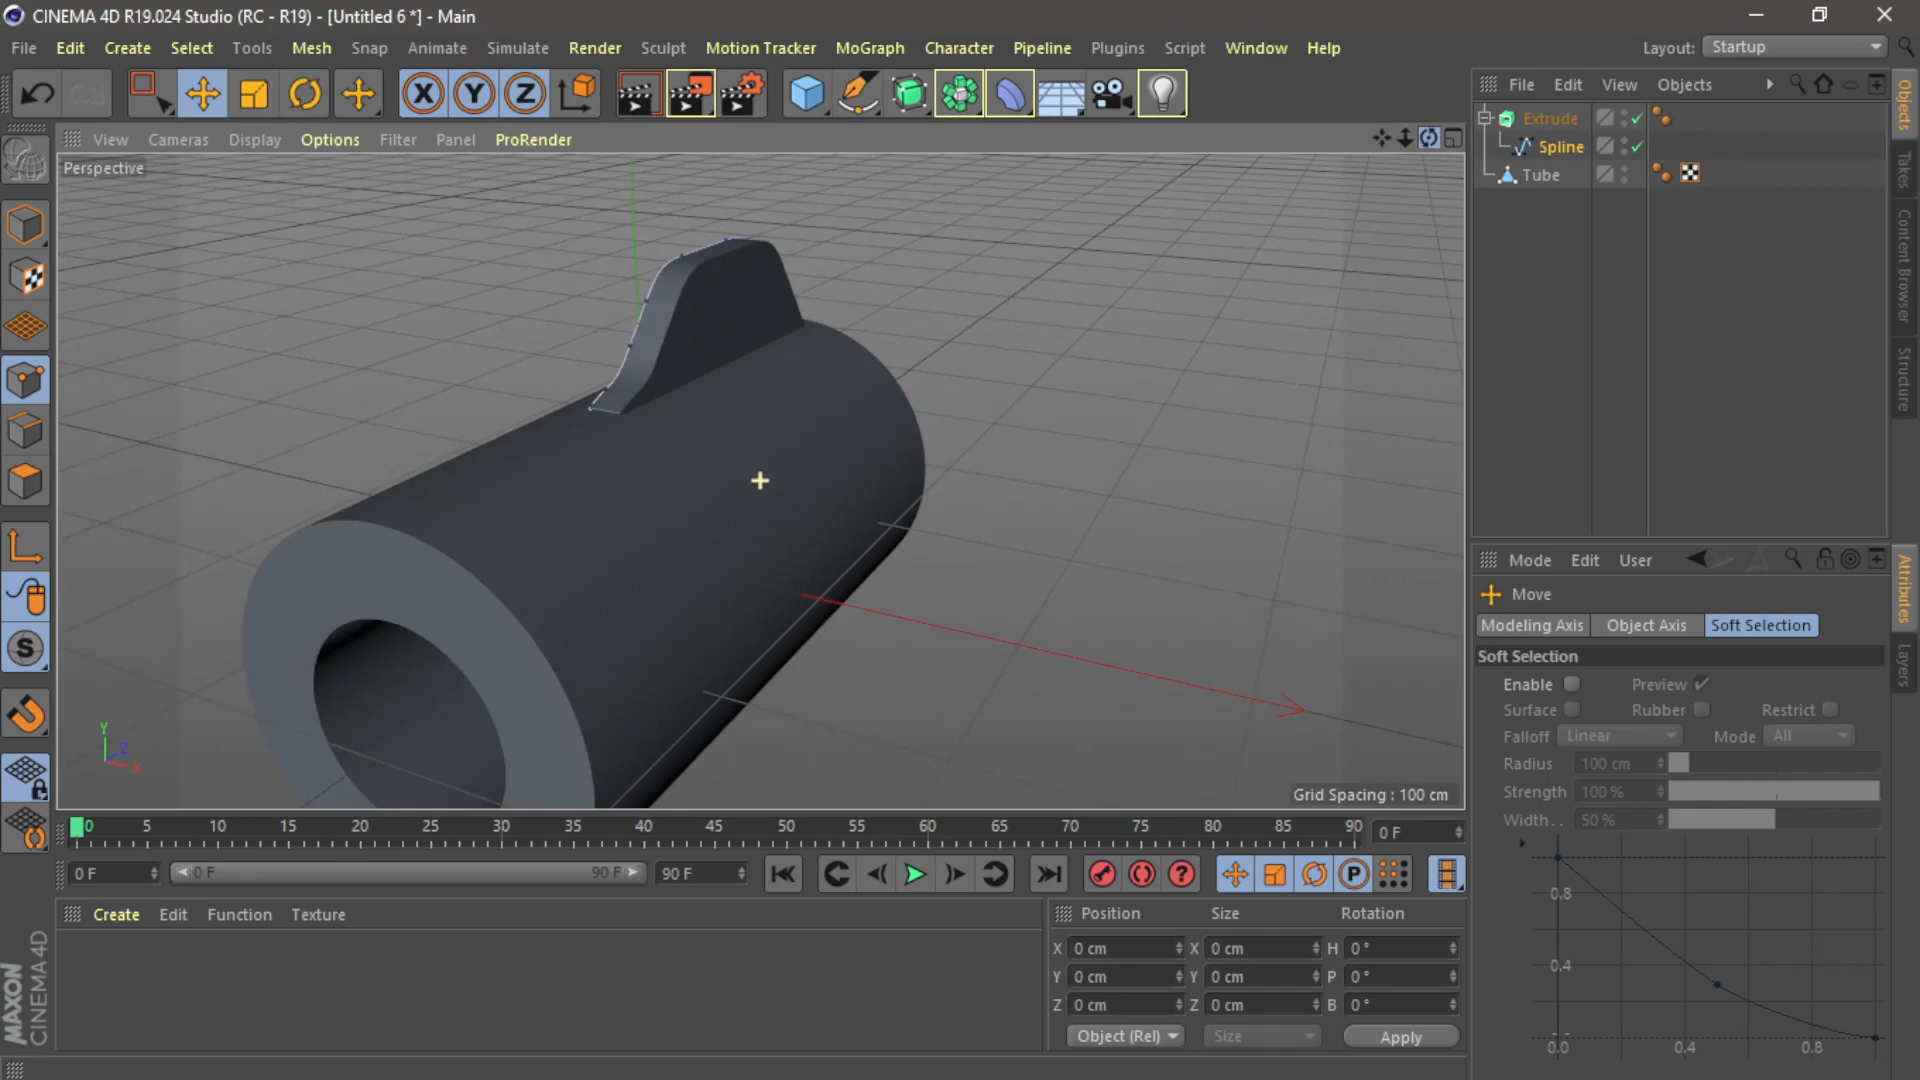 CINEMA 4D R19.024 Studio (RC - R19) - [Untitled 6 *] - Main
File Edit Create Select Tools Mesh Snap Animate Simulate Render Sculpt Motion Tracker MoGraph Character Pipeline Plugins Script Window Help Layout: Startup
X Y Z
File Edit View Objects
View Cameras Display Options Filter Panel ProRender
Perspective
Extrude
Spline
Tube
Objects
Takes
Content Browser
Structure
Mode Edit User
Move
Modeling Axis Object Axis Soft Selection
Soft Selection
Enable Preview
Surface Rubber Restrict
Falloff Linear Mode All
Radius 100 cm
Strength 100 %
Width.. 50 %
0.8
0.4
0.0 0.4 0.8
Attributes
Layers
S
Y
Z
X
Grid Spacing : 100 cm
0 5 10 15 20 25 30 35 40 45 50 55 60 65 70 75 80 85 90 0 F
0 F 0 F 90 F 90 F ? P
Create Edit Function Texture
Position Size Rotation
X 0 cm X 0 cm H 0 °
Y 0 cm Y 0 cm P 0 °
Z 0 cm Z 0 cm B 0 °
Object (Rel) Size Apply
MAXON
CINEMA 4D